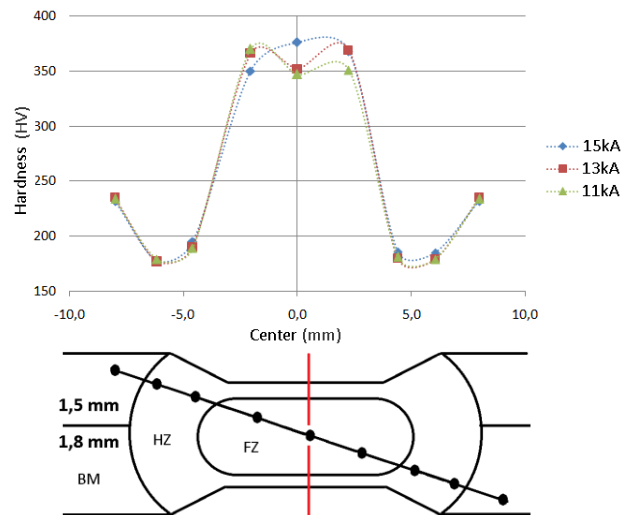 400
350
300
250
200
150
Hardness (HV)
-10,0 -5,0 0,0 5,0 10,0
Center (mm)
15kA
13kA
11kA
1,5 mm
1,8 mm
HZ
FZ
BM